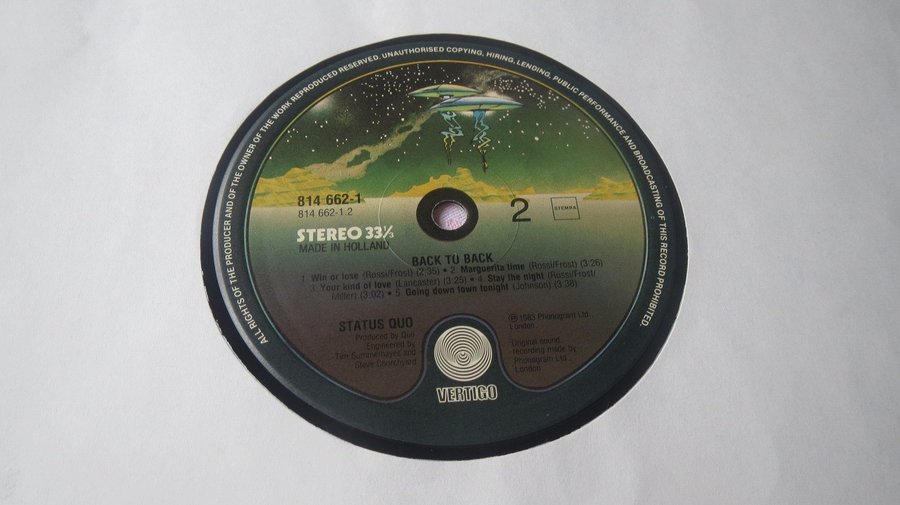 ALL RIGHTS OF THE PRODUCER AND OF THE OWNER OF THE WORK REPRODUCED RESERVED. UNAUTHORISED COPYING, HIRING, LENDING, PUBLIC PERFORMANCE AND BROADCASTING OF THIS RECORD PROHIBITED.
814 662-1
814 662-1.2
STEREO 33⅓
MADE IN HOLLAND
2
STEMRA
BACK TO BACK
1 Win or lose (Rossi/Frost) (2:35) • 2 Marguerita time (Rossi/Frost) (3:26)
3 Your kind of love (Lancaster) (3:25) • 4 Stay the night (Rossi/Frost/
Miller) (3:02) • 5 Going down town tonight (Johnson) (3:38)
STATUS QUO
Produced by Quo
Engineered by
Tim Summerhayes and
Steve Churchyard
℗ 1983 Phonogram Ltd.
London
Original sound
recording made by
Phonogram Ltd.,
London
VERTIGO